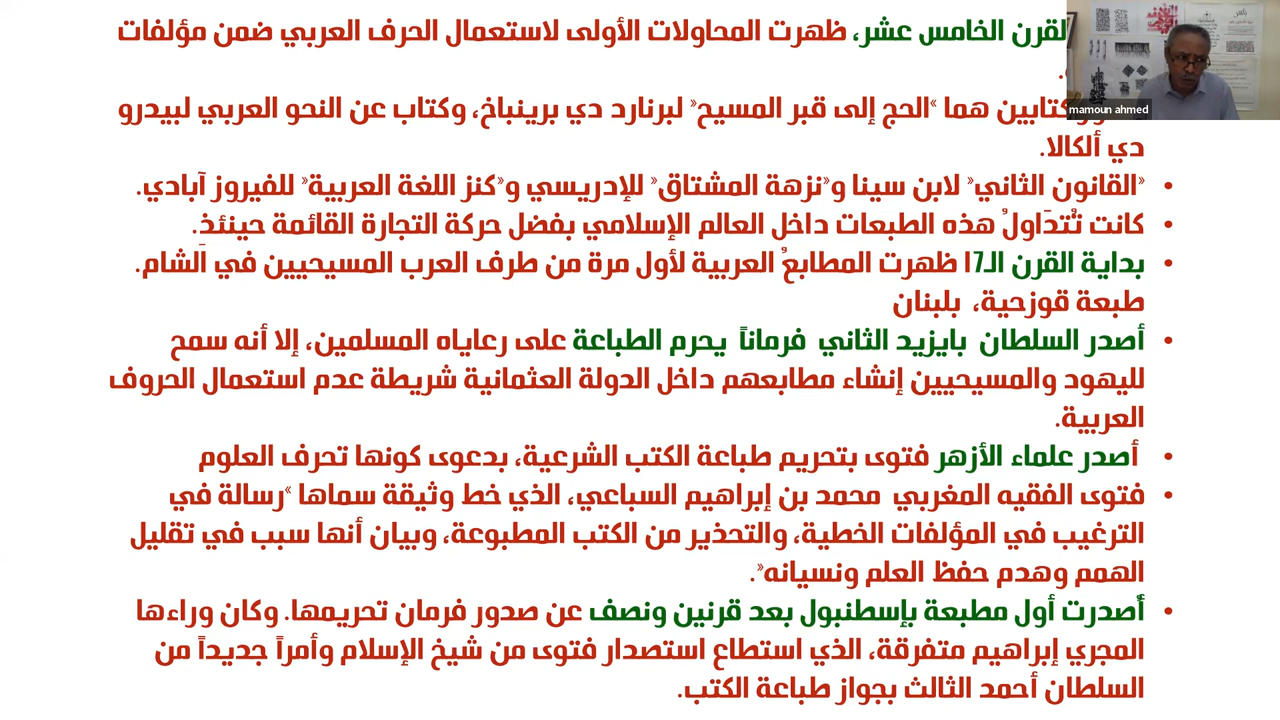 لقرن الخامس عشر، ظهرت المحاولات الأولى لاستعمال الحرف العربي ضمن مؤلفات
.
كتابين هما «الحج إلى قبر المسيح» لبرنارد دي برينباخ، وكتاب عن النحو العربي لبيدرو
دي ألكالا.
• «القانون الثاني» لابن سينا و«نزهة المشتاق» للإدريسي و«كنز اللغة العربية» للفيروز آبادي.
• كانت تُتدَاولُ هذه الطبعات داخل العالم الإسلامي بفضل حركة التجارة القائمة حينئذ.
• بداية القرن الـ17 ظهرت المطابعُ العربية لأول مرة من طرف العرب المسيحيين في الَشام.
طبعة قوزحية، بلبنان
• أصدر السلطان بايزيد الثاني فرماناً يحرم الطباعة على رعاياه المسلمين، إلا أنه سمح
لليهود والمسيحيين إنشاء مطابعهم داخل الدولة العثمانية شريطة عدم استعمال الحروف
العربية.
• أصدر علماء الأزهر فتوى بتحريم طباعة الكتب الشرعية، بدعوى كونها تحرف العلوم
• فتوى الفقيه المغربي محمد بن إبراهيم السباعي، الذي خط وثيقة سماها «رسالة في
الترغيب في المؤلفات الخطية، والتحذير من الكتب المطبوعة، وبيان أنها سبب في تقليل
الهمم وهدم حفظ العلم ونسيانه».
• أُصدرت أول مطبعة بإسطنبول بعد قرنين ونصف عن صدور فرمان تحريمها. وكان وراءها
المجري إبراهيم متفرقة، الذي استطاع استصدار فتوى من شيخ الإسلام وأمراً جديداً من
السلطان أحمد الثالث بجواز طباعة الكتب.
mamoun ahmed